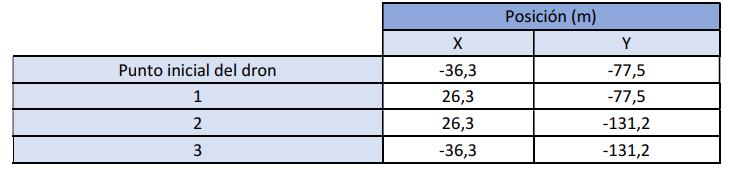 Posición (m)
X Y
Punto inicial del dron -36,3 -77,5
1 26,3 -77,5
2 26,3 -131,2
3 -36,3 -131,2